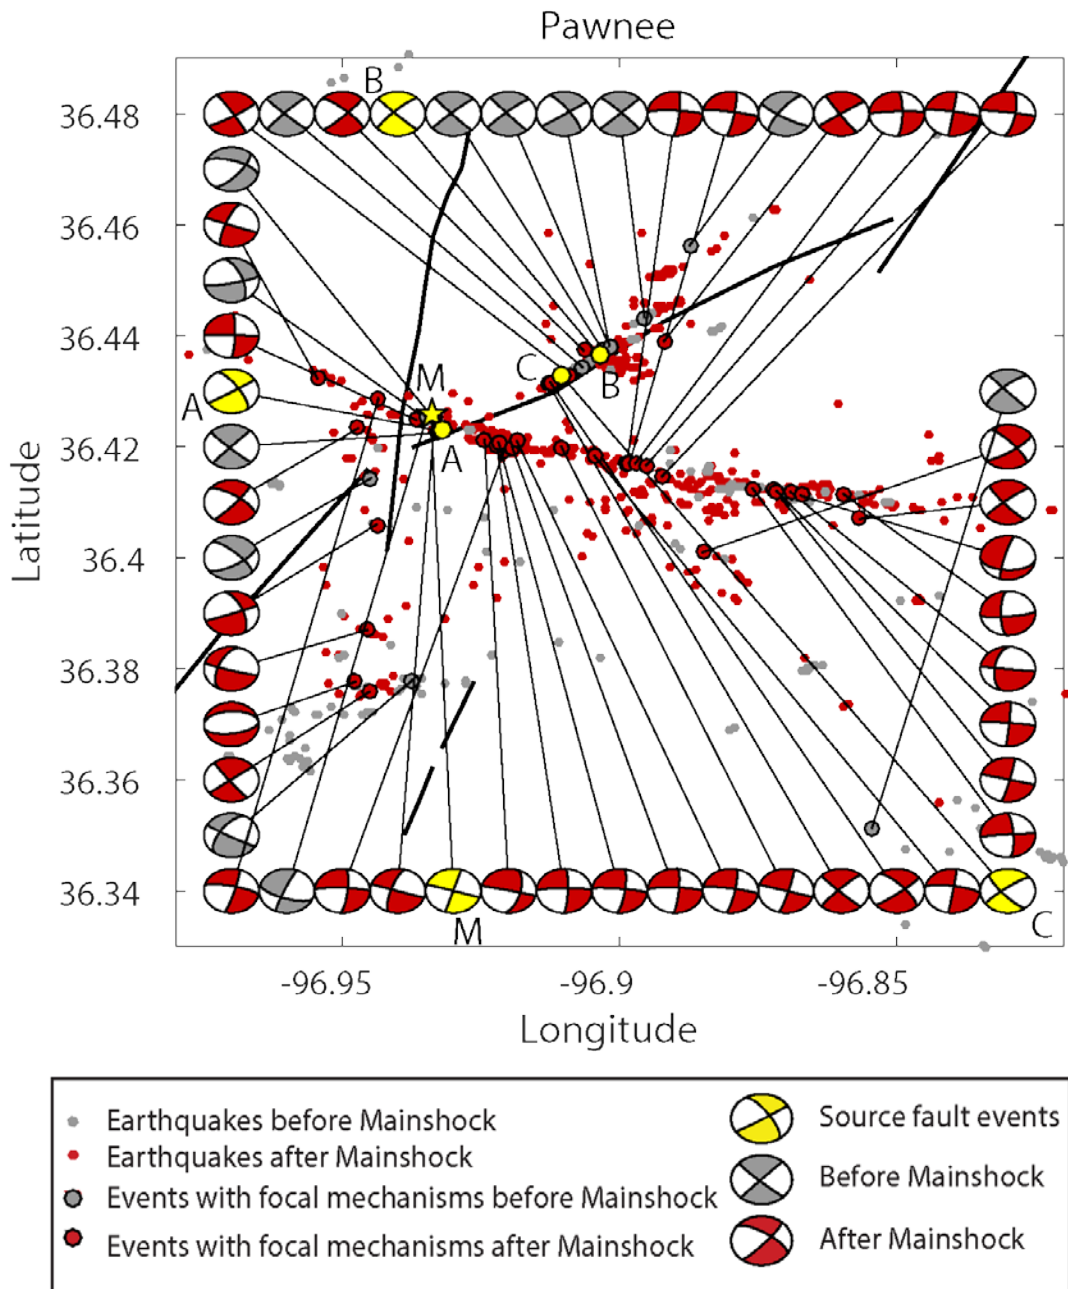 Pawnee
B
36.48
36.46
36.44
C
B
M
A
A
36.42
Latitude
36.4
36.38
36.36
36.34
M
C
-96.95
-96.9
-96.85
Longitude
Earthquakes before Mainshock
Earthquakes after Mainshock
Events with focal mechanisms before Mainshock
Events with focal mechanisms after Mainshock
Source fault events
Before Mainshock
After Mainshock